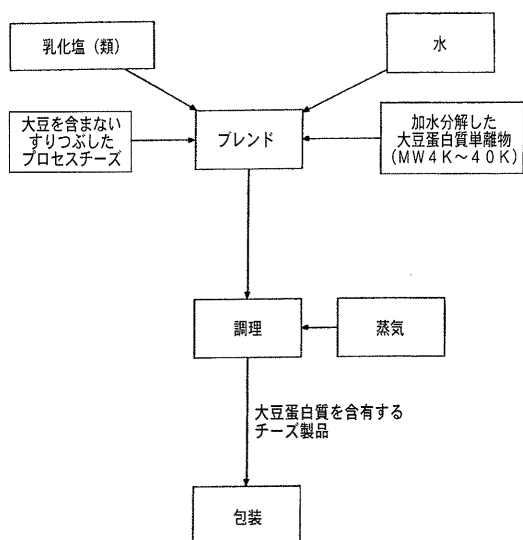 乳化塩（類）
水
大豆を含まない
すりつぶした
プロセスチーズ
ブレンド
加水分解した
大豆蛋白質単離物
(MW4K～40K)
調理
蒸気
大豆蛋白質を含有する
チーズ製品
包装